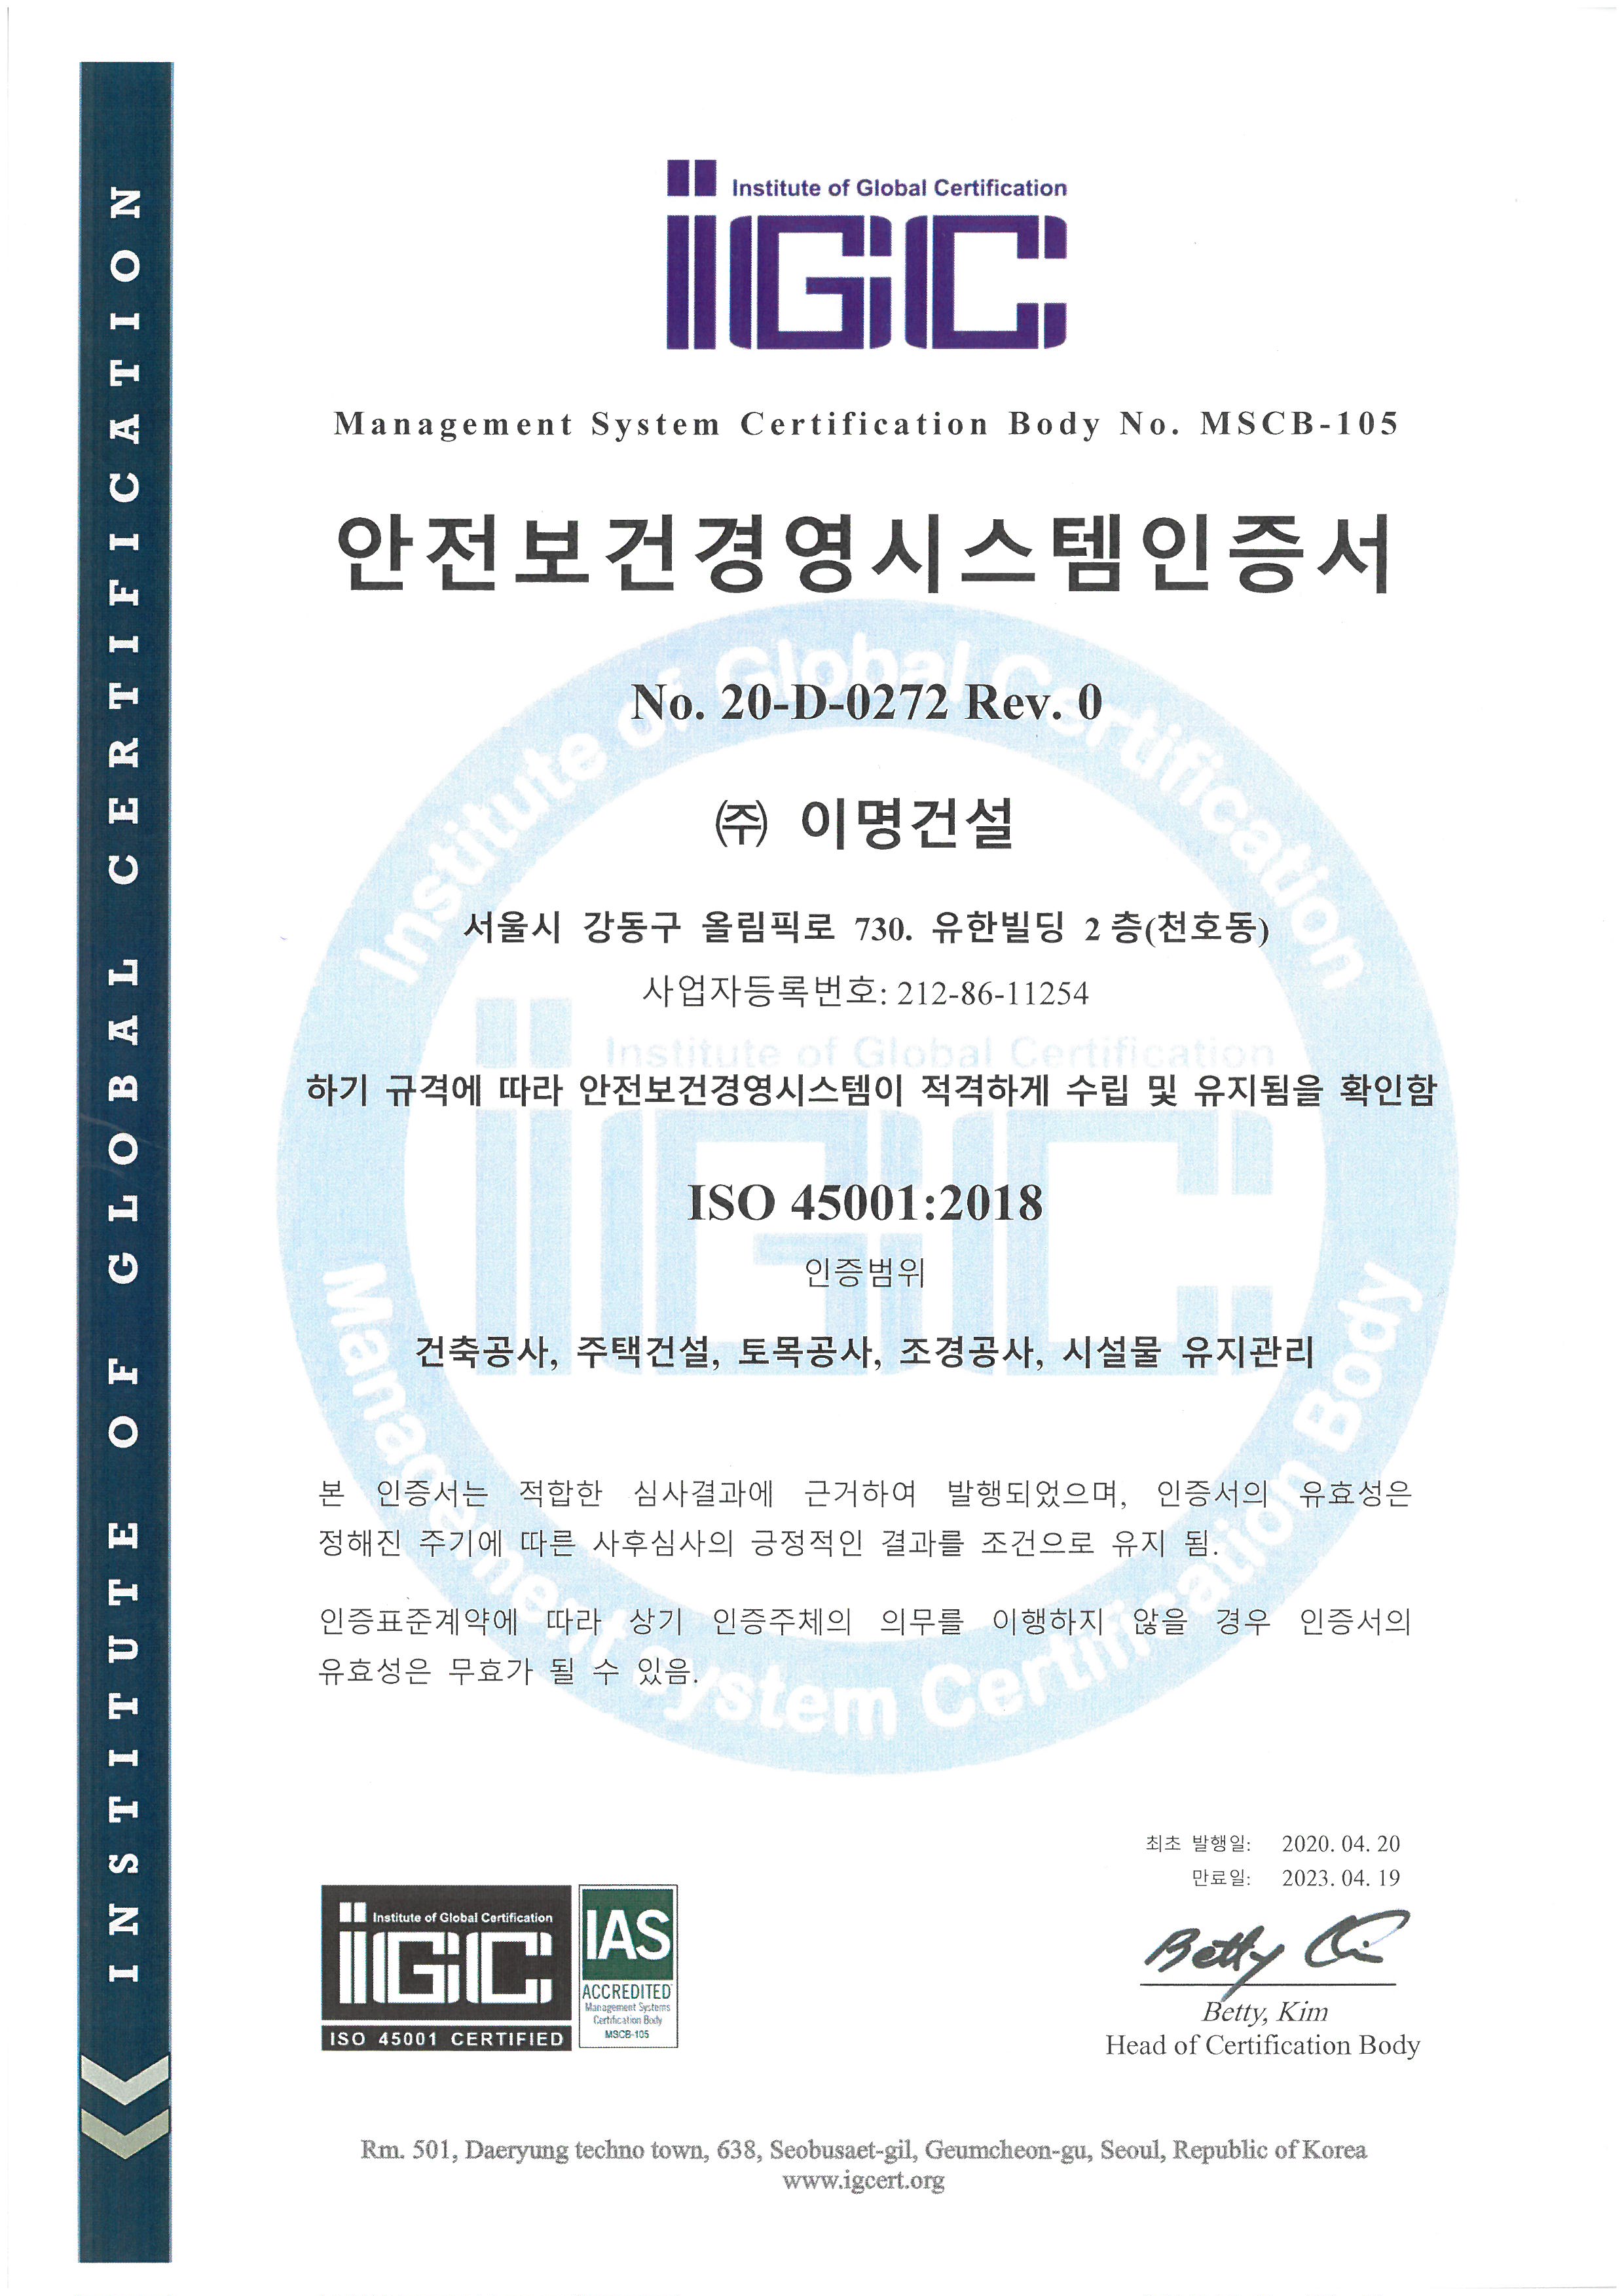 INSTITUTE OF GLOBAL CERTIFICATION
Institute of Global Certification
iGC
Management System Certification Body No. MSCB-105
안전보건경영시스템인증서
No. 20-D-0272 Rev. 0
㈜ 이명건설
서울시 강동구 올림픽로 730. 유한빌딩 2층(천호동)
사업자등록번호: 212-86-11254
하기 규격에 따라 안전보건경영시스템이 적격하게 수립 및 유지됨을 확인함
ISO 45001:2018
인증범위
건축공사, 주택건설, 토목공사, 조경공사, 시설물 유지관리
본 인증서는 적합한 심사결과에 근거하여 발행되었으며, 인증서의 유효성은
정해진 주기에 따른 사후심사의 긍정적인 결과를 조건으로 유지 됨.
인증표준계약에 따라 상기 인증주체의 의무를 이행하지 않을 경우 인증서의
유효성은 무효가 될 수 있음.
Institute of Global Certification
Institute of Global Certification
iGC
Management System Certification Body
최초 발행일: 2020. 04. 20
만료일: 2023. 04. 19
Institute of Global Certification
iGC
ISO 45001 CERTIFIED
IAS
ACCREDITED
Management Systems
Certification Body
MSCB-105
Betty Kim
Betty, Kim
Head of Certification Body
Rm. 501, Daeryung techno town, 638, Seobusaet-gil, Geumcheon-gu, Seoul, Republic of Korea
www.igcert.org